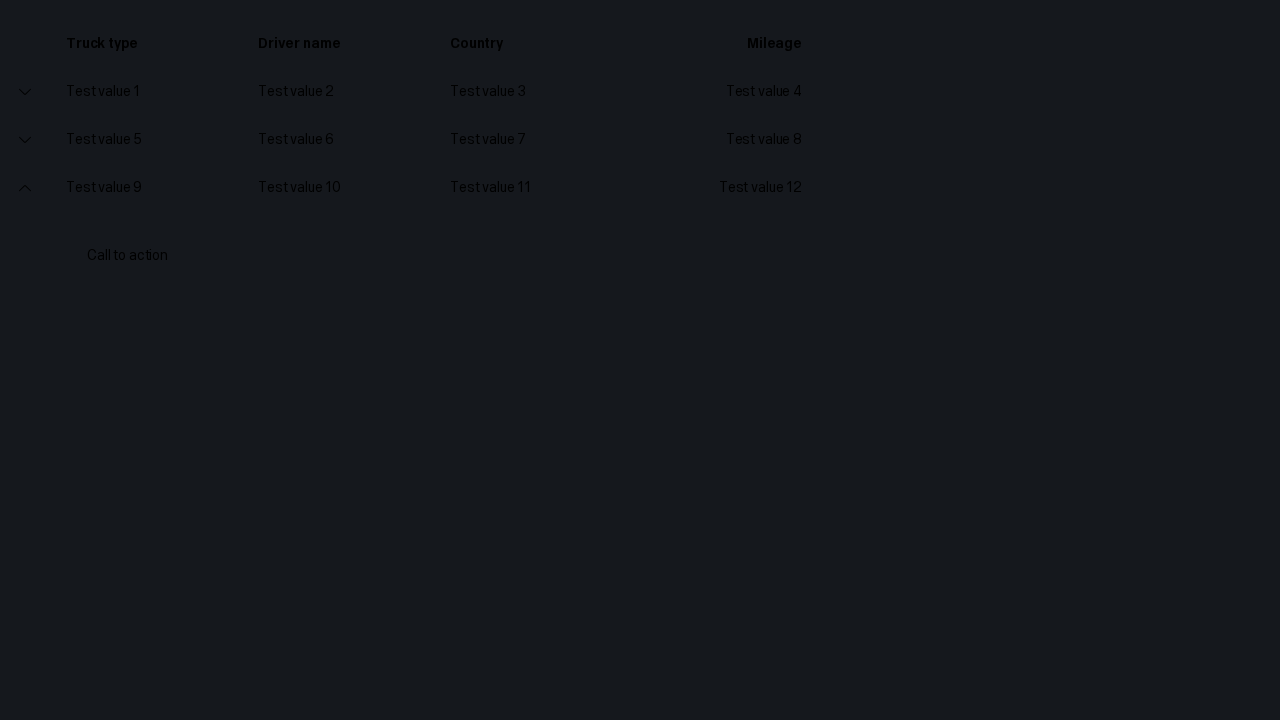 Truck type Driver name Country Mileage
Test value 1 Test value 2 Test value 3 Test value 4
Test value 5 Test value 6 Test value 7 Test value 8
Test value 9 Test value 10 Test value 11 Test value 12
Call to action